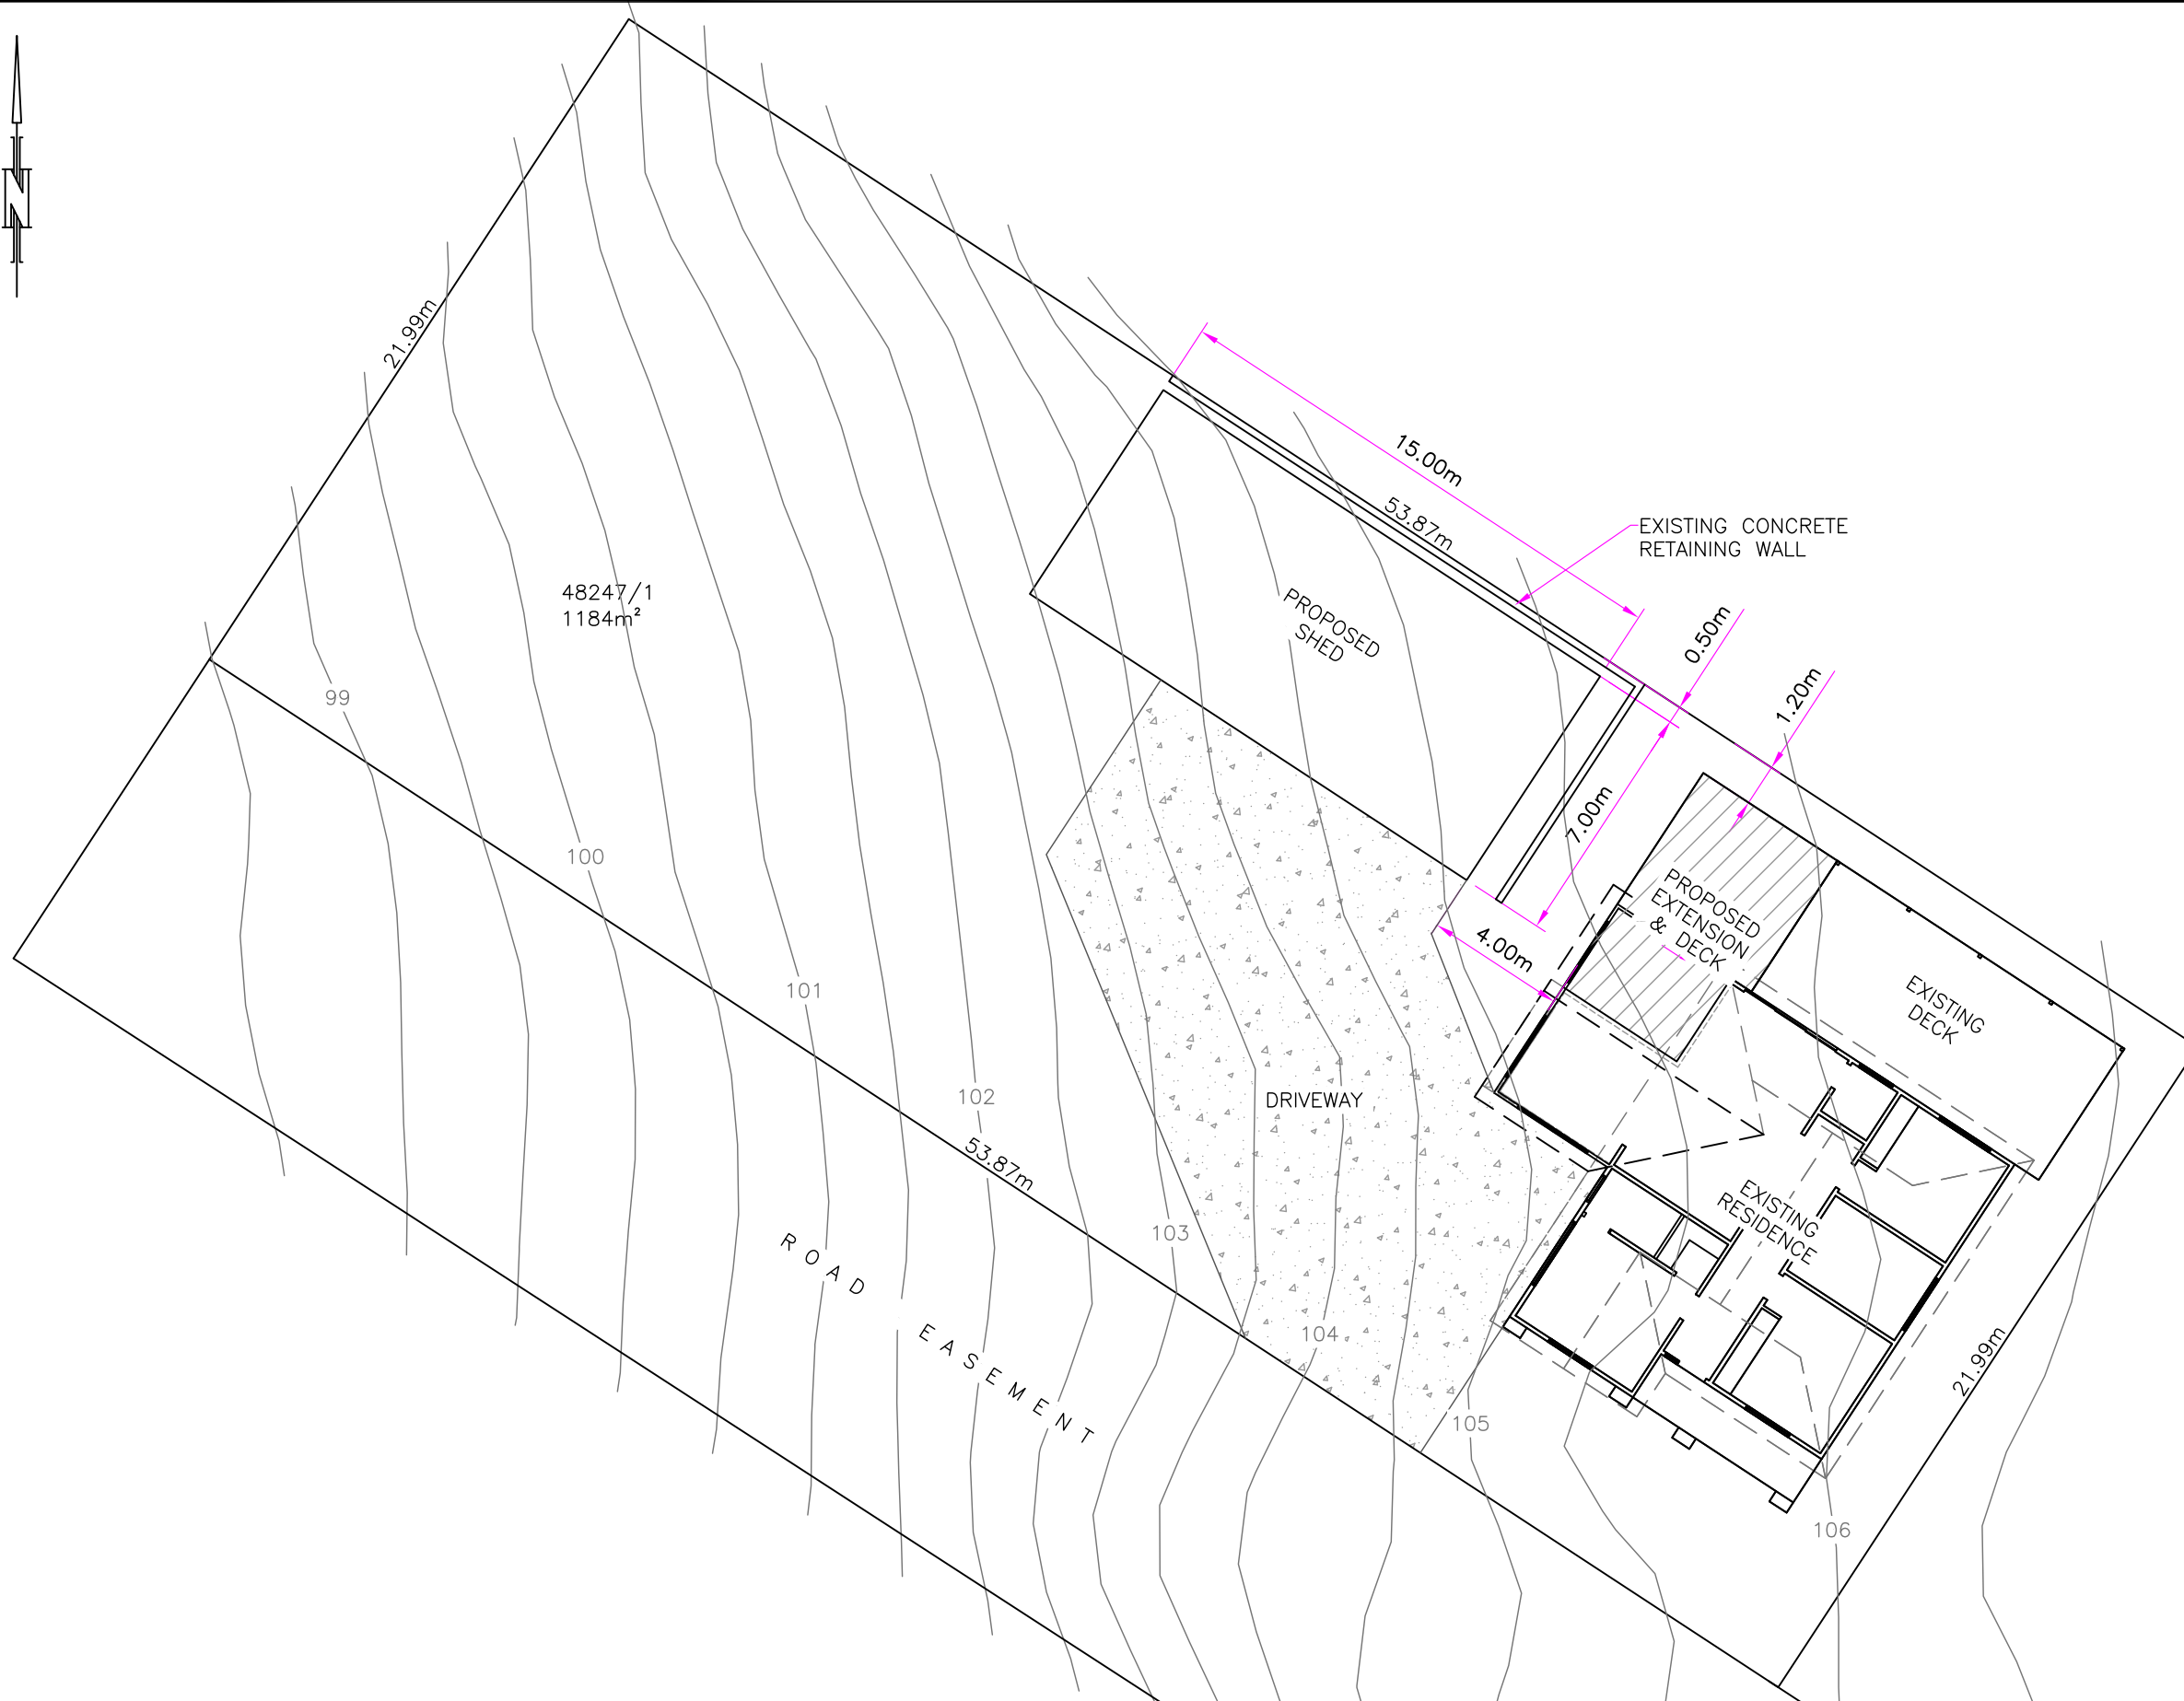 N
21.99m
15.00m
53.87m
EXISTING CONCRETE
RETAINING WALL
48247/1
1184m²
PROPOSED
SHED
0.50m
1.20m
99
7.00m
100
PROPOSED
EXTENSION
& DECK
4.00m
EXISTING
DECK
101
102
DRIVEWAY
53.87m
EXISTING
RESIDENCE
103
ROAD EASEMENT
104
21.99m
105
106